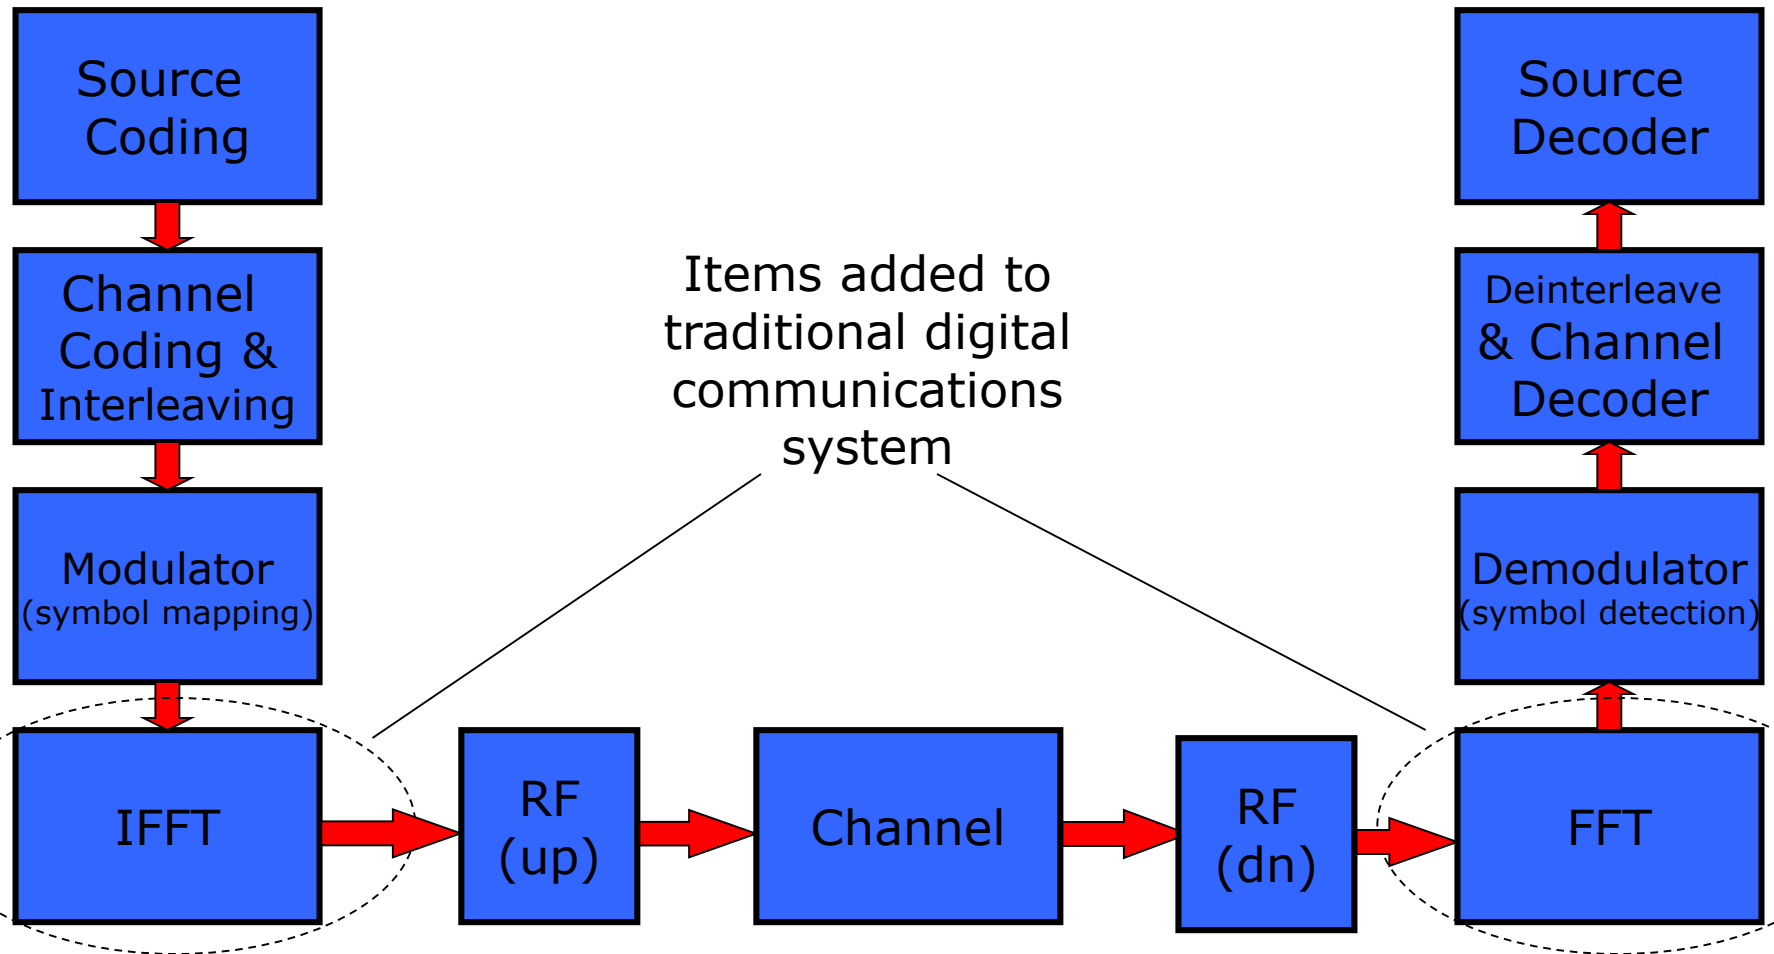 Source
Coding
Channel
Coding &
Interleaving
Modulator
(symbol mapping)
IFFT
Items added to
traditional digital
communications
system
RF
(up)
Channel
RF
(dn)
Source
Decoder
Deinterleave
& Channel
Decoder
Demodulator
(symbol detection)
FFT